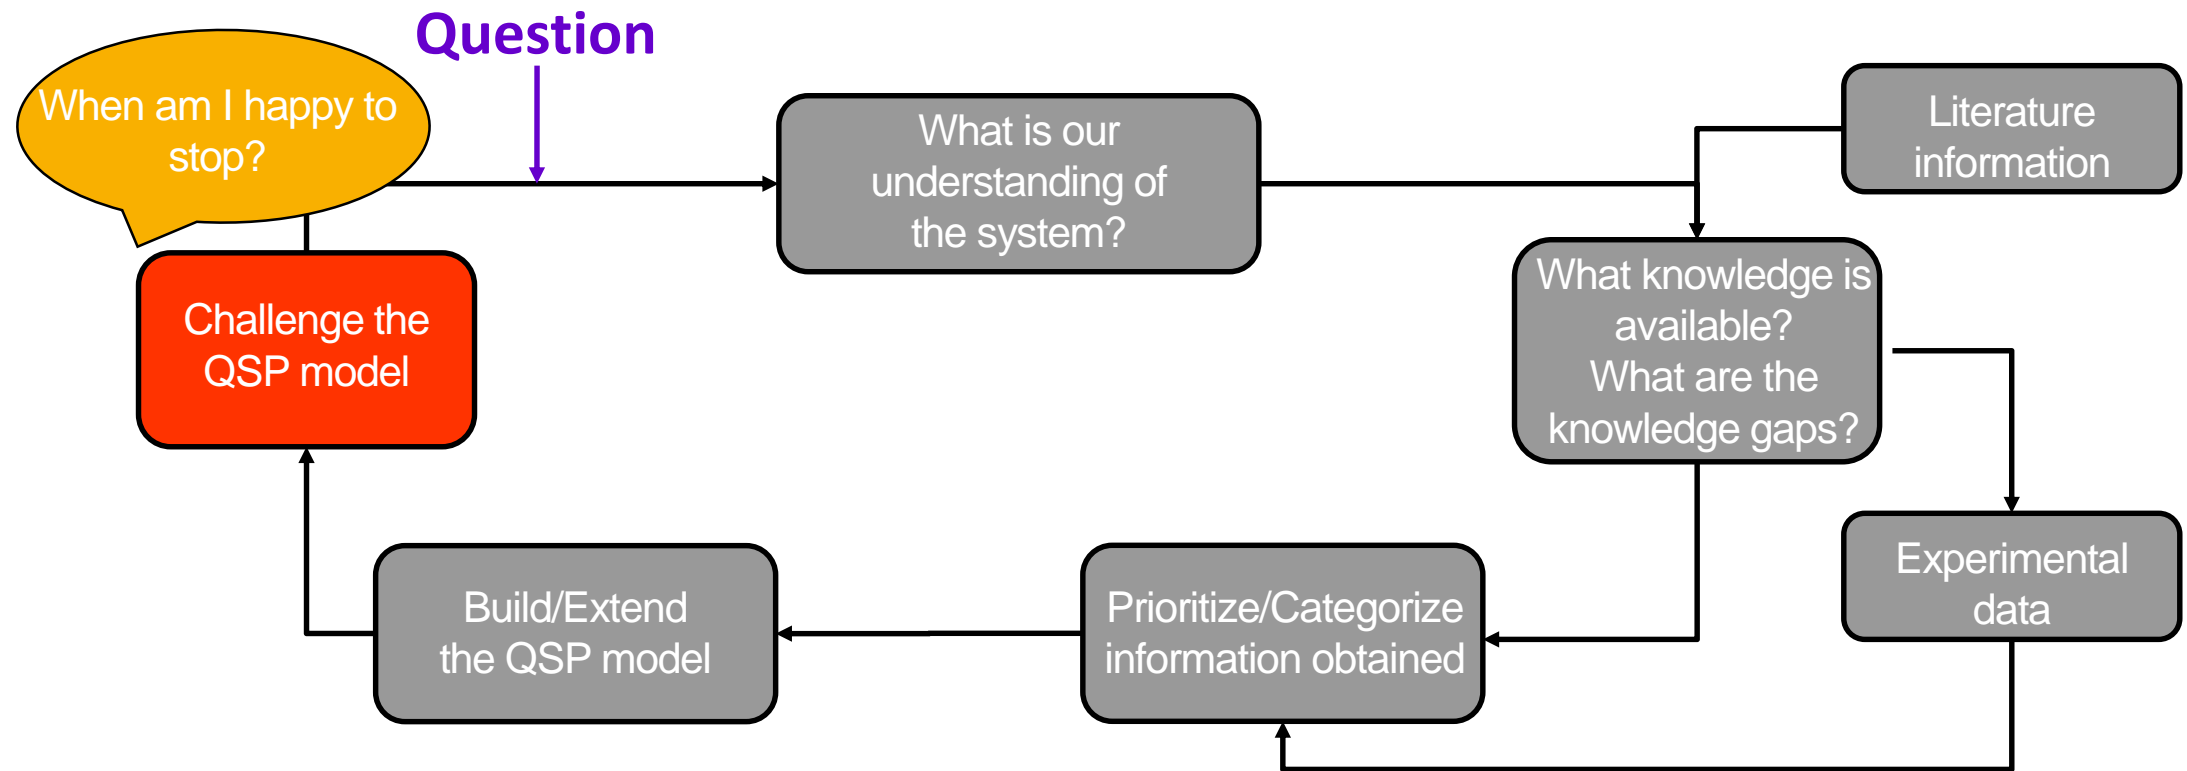 Question
When am I happy to
stop?
What is our
understanding of
the system?
Literature
information
What knowledge is
available?
What are the
knowledge gaps?
Challenge the
QSP model
Experimental
data
Prioritize/Categorize
information obtained
Build/Extend
the QSP model